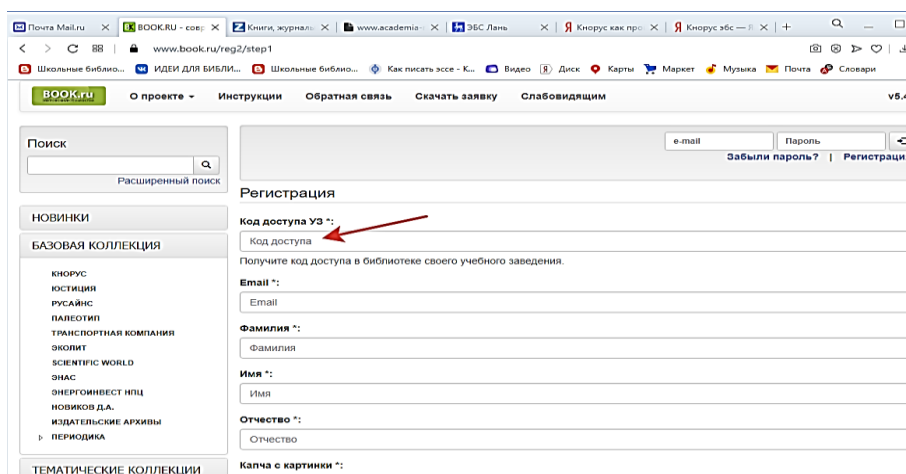 Почта Mail.ru
BOOK.RU - совр
Книги, журналь
www.academia-
ЭБС Лань
Кнорус как про
Кнорус эбс — Я
www.book.ru/reg2/step1
Школьные библио...
ИДЕИ ДЛЯ БИБЛИ...
Школьные библио...
Как писать эссе - К...
Видео
Диск
Карты
Маркет
Музыка
Почта
Словари
BOOK.ru
О проекте
Инструкции
Обратная связь
Скачать заявку
Слабовидящим
v5.4
Поиск
Расширенный поиск
e-mail
Пароль
Забыли пароль? | Регистраци
НОВИНКИ
БАЗОВАЯ КОЛЛЕКЦИЯ
КНОРУС
ЮСТИЦИЯ
РУСАЙНС
ПАЛЕОТИП
ТРАНСПОРТНАЯ КОМПАНИЯ
ЭКОЛИТ
SCIENTIFIC WORLD
ЭНАС
ЭНЕРГОИНВЕСТ НПЦ
НОВИКОВ Д.А.
ИЗДАТЕЛЬСКИЕ АРХИВЫ
ПЕРИОДИКА
ТЕМАТИЧЕСКИЕ КОЛЛЕКЦИИ
Регистрация
Код доступа УЗ *:
Код доступа
Получите код доступа в библиотеке своего учебного заведения.
Email *:
Email
Фамилия *:
Фамилия
Имя *:
Имя
Отчество *:
Отчество
Капча с картинки *: